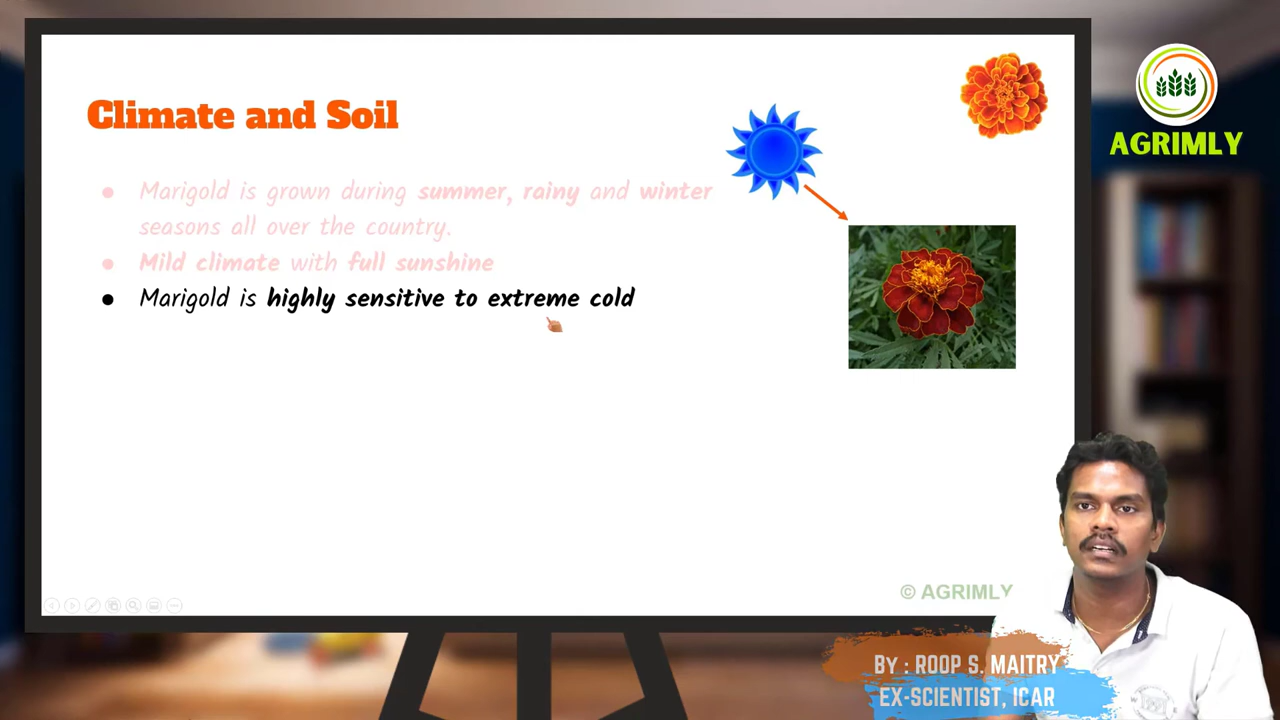 Climate and Soil
Marigold is grown during summer, rainy and winter
seasons all over the country.
Mild climate with full sunshine
Marigold is highly sensitive to extreme cold
AGRIMLY
© AGRIMLY
BY : ROOP S. MAITRY
EX-SCIENTIST, ICAR